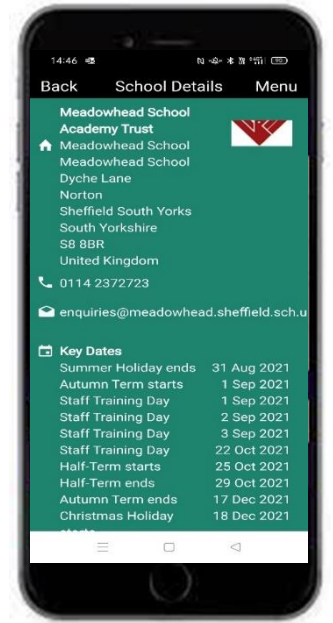 14:46
Back School Details Menu
Meadowhead School
Academy Trust
Meadowhead School
Meadowhead School
Dyche Lane
Norton
Sheffield South Yorks
South Yorkshire
S8 8BR
United Kingdom
0114 2372723
enquiries@meadowhead.sheffield.sch.u
Key Dates
Summer Holiday ends 31 Aug 2021
Autumn Term starts 1 Sep 2021
Staff Training Day 1 Sep 2021
Staff Training Day 2 Sep 2021
Staff Training Day 3 Sep 2021
Staff Training Day 22 Oct 2021
Half-Term starts 25 Oct 2021
Half-Term ends 29 Oct 2021
Autumn Term ends 17 Dec 2021
Christmas Holiday 18 Dec 2021